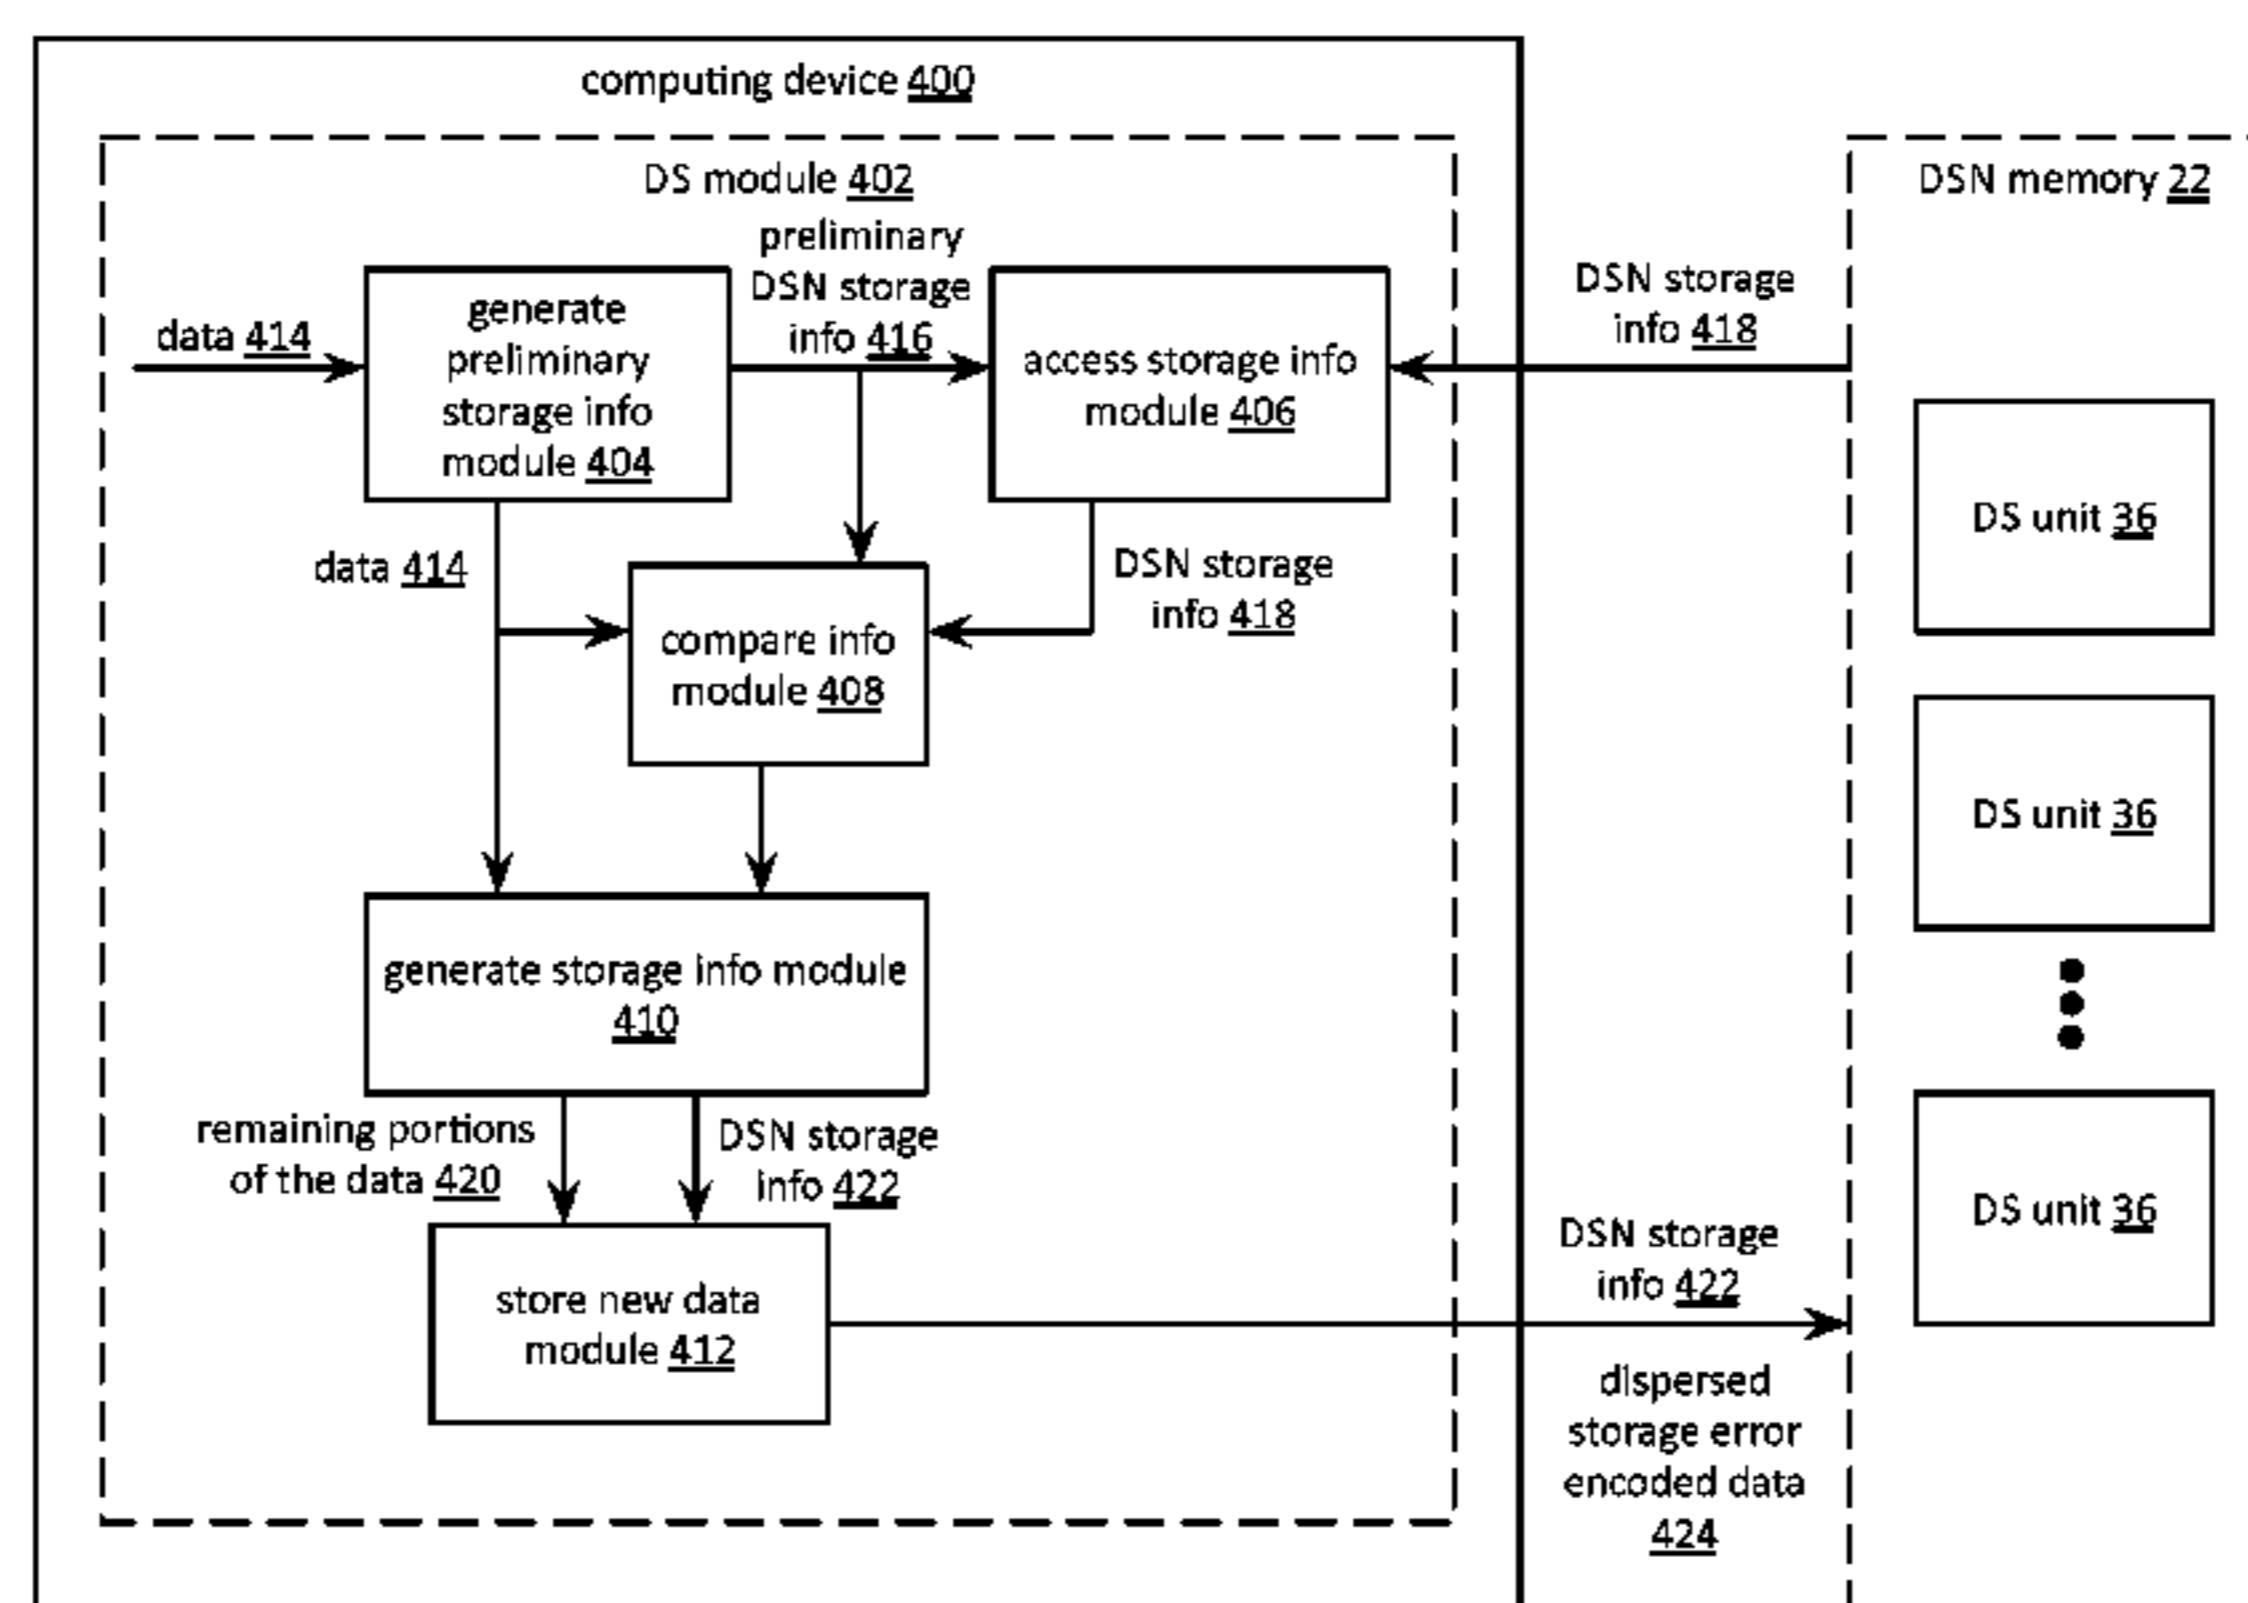 computing device 400
DS module 402
DSN memory 22
preliminary
DSN storage
info 416
generate
preliminary
storage info
module 404
data 414
access storage info
module 406
DSN storage
info 418
DS unit 36
data 414
DSN storage
info 418
compare info
module 408
DS unit 36
generate storage info module
410
remaining portions
of the data 420
DSN storage
info 422
DS unit 36
store new data
module 412
DSN storage
info 422
dispersed
storage error
encoded data
424